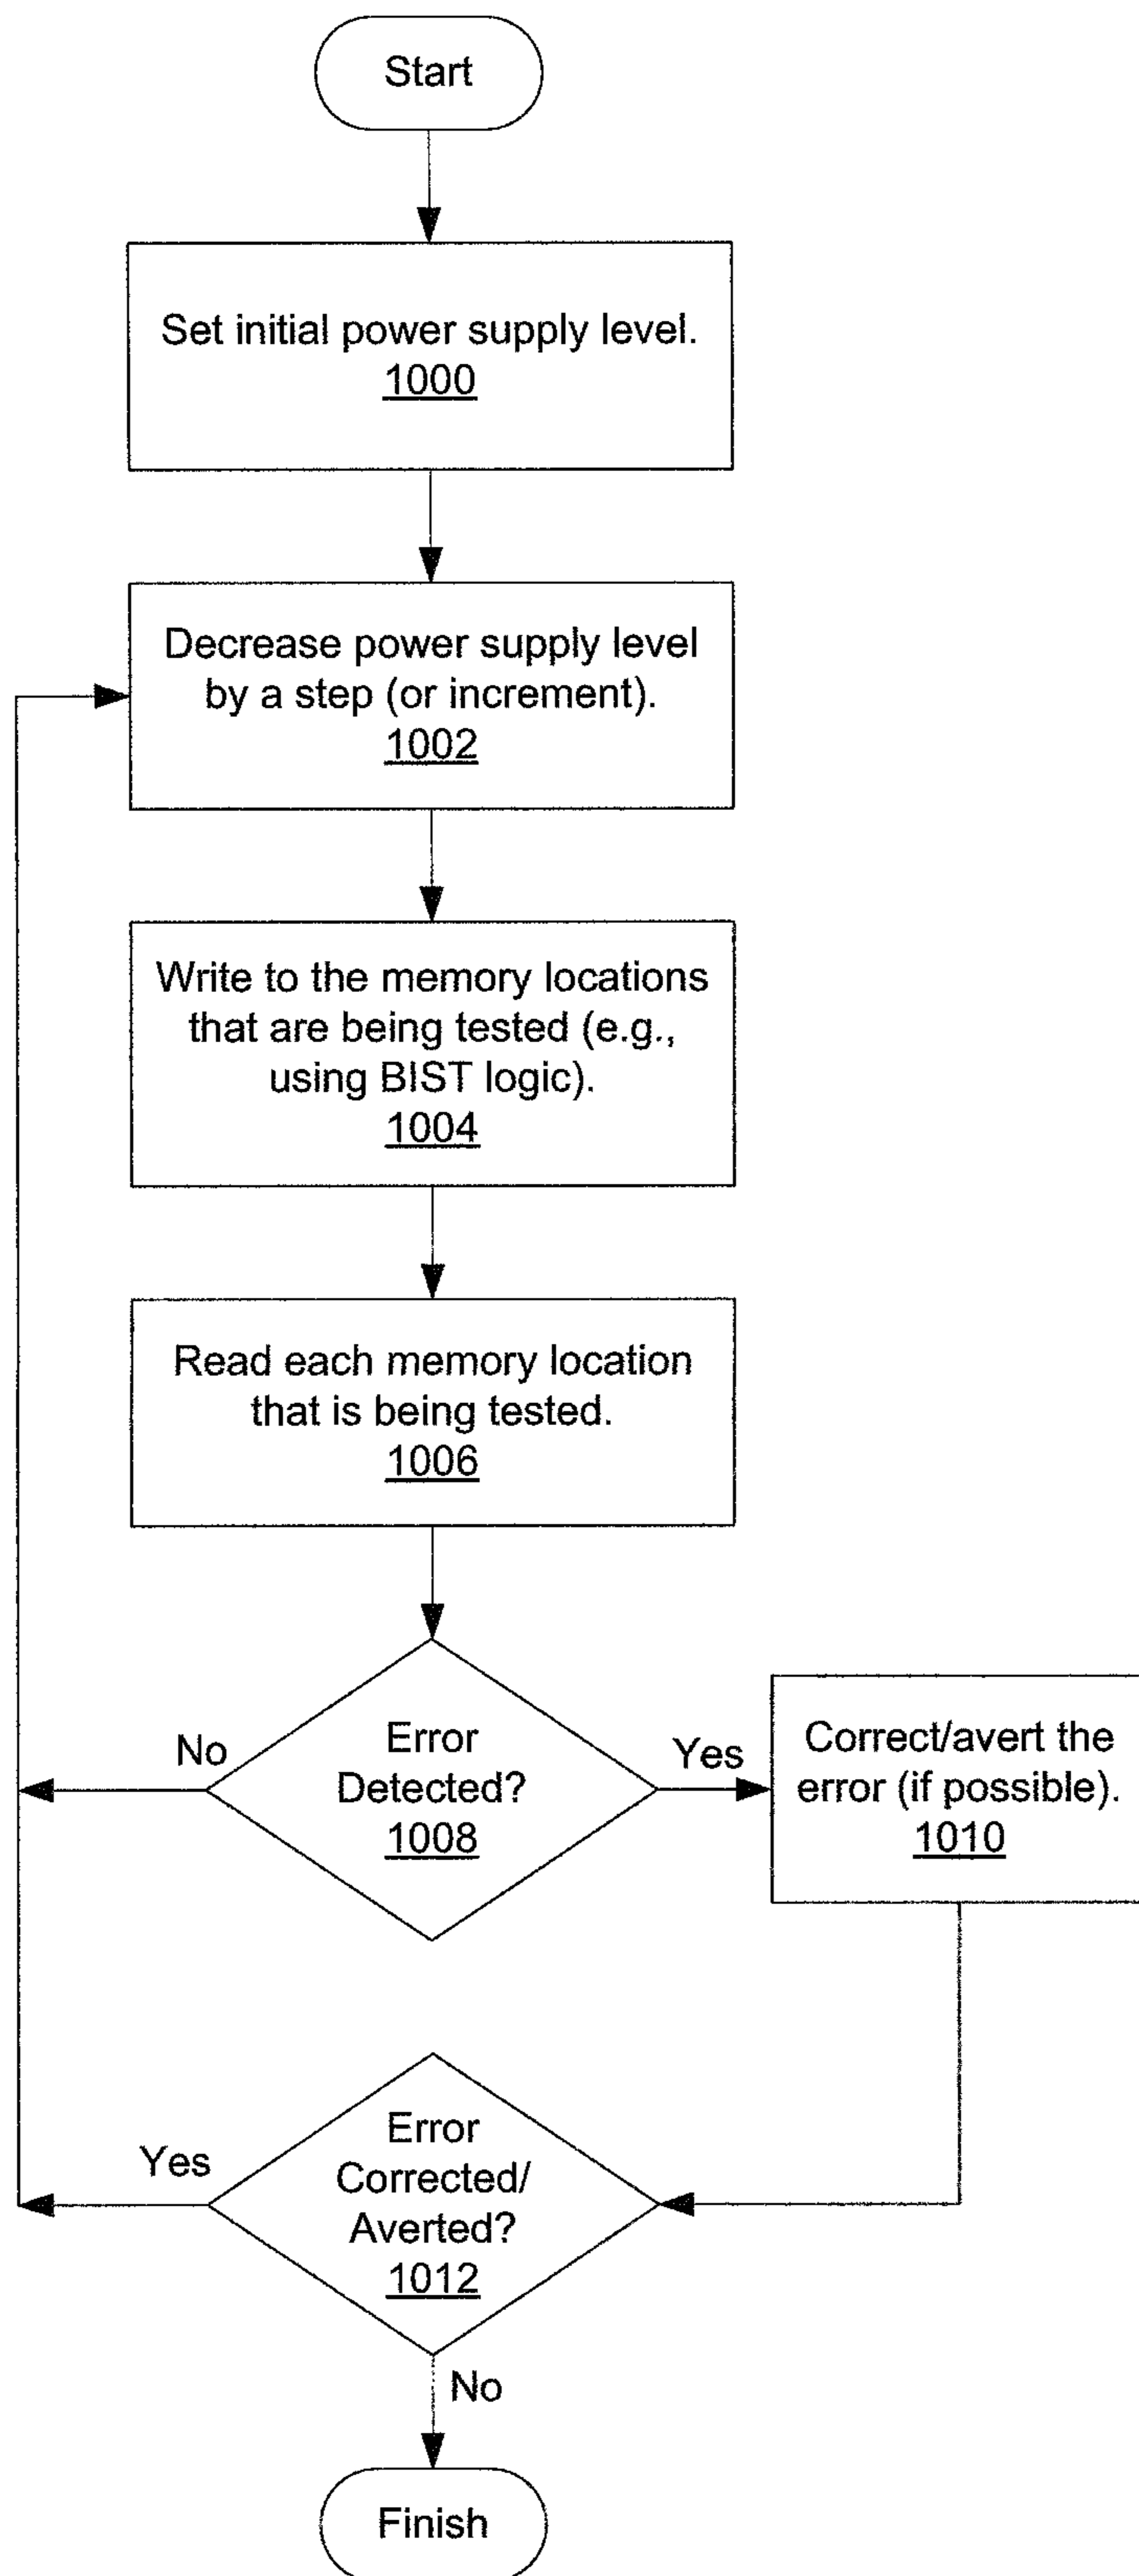 Start
Set initial power supply level.
1000
Decrease power supply level
by a step (or increment).
1002
Write to the memory locations
that are being tested (e.g.,
using BIST logic).
1004
Read each memory location
that is being tested.
1006
Error
Detected?
1008
No
Yes
Correct/avert the
error (if possible).
1010
Error
Corrected/
Averted?
1012
Yes
No
Finish